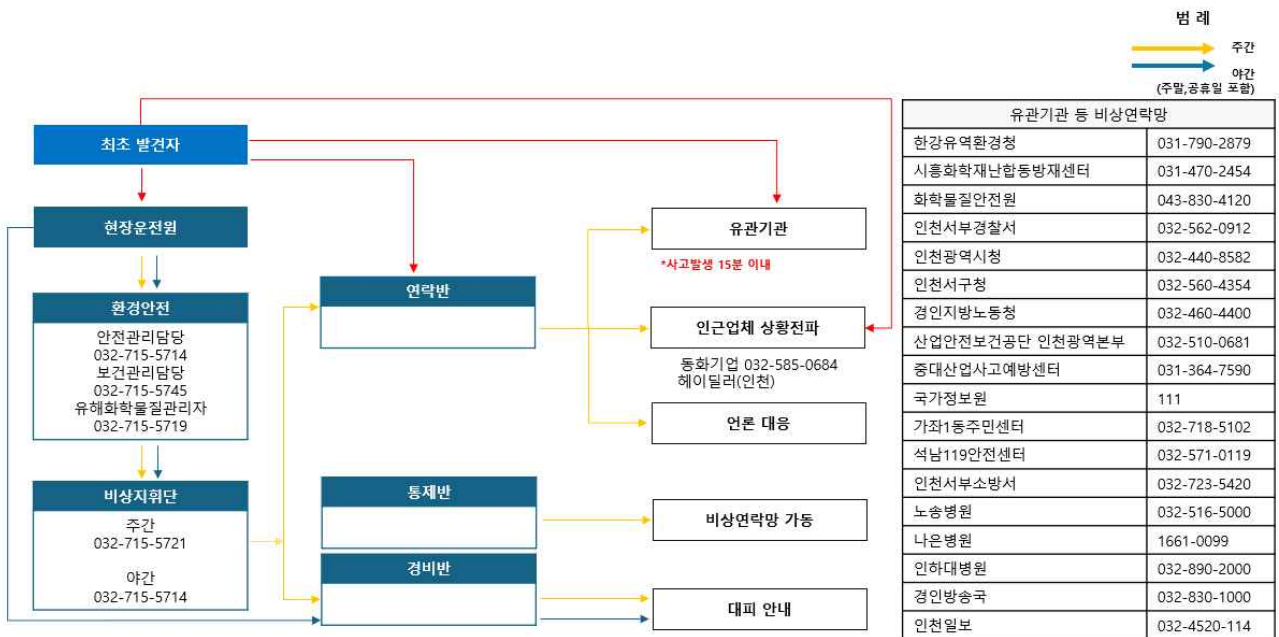 범 례
주간
야간
(주말,공휴일 포함)
최초 발견자
현장운전원
환경안전
안전관리담당
032-715-5714
보건관리담당
032-715-5745
유해화학물질관리자
032-715-5719
비상지휘단
주간
032-715-5721
야간
032-715-5714
연락반
통제반
경비반
유관기관
*사고발생 15분 이내
인근업체 상황전파
동화기업 032-585-0684
헤이딜러(인천)
언론 대응
비상연락망 가동
대피 안내
유관기관 등 비상연락망
한강유역환경청 031-790-2879
시흥화학재난합동방재센터 031-470-2454
화학물질안전원 043-830-4120
인천서부경찰서 032-562-0912
인천광역시청 032-440-8582
인천서구청 032-560-4354
경인지방노동청 032-460-4400
산업안전보건공단 인천광역본부 032-510-0681
중대산업사고예방센터 031-364-7590
국가정보원 111
가좌1동주민센터 032-718-5102
석남119안전센터 032-571-0119
인천서부소방서 032-723-5420
노송병원 032-516-5000
나은병원 1661-0099
인하대병원 032-890-2000
경인방송국 032-830-1000
인천일보 032-4520-114